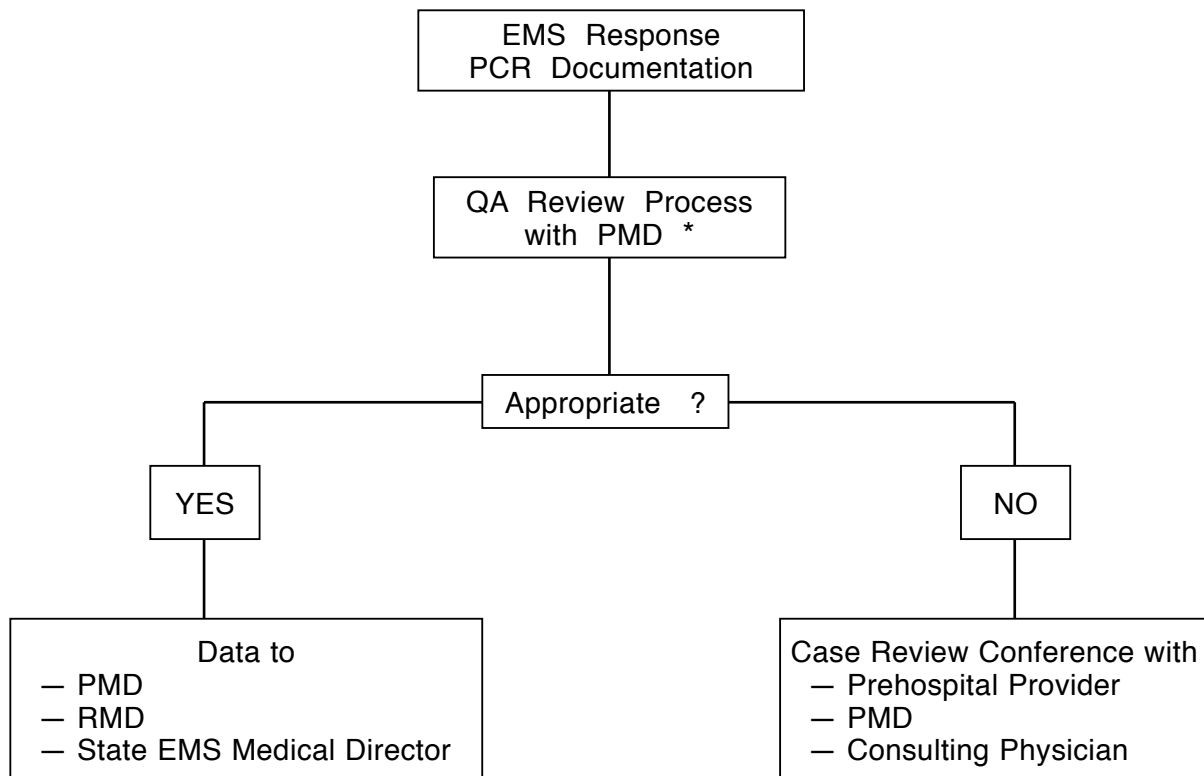 EMS Response
PCR Documentation
QA Review Process
with PMD *
Appropriate ?
YES
NO
Data to
— PMD
— RMD
— State EMS Medical Director
Case Review Conference with
— Prehospital Provider
— PMD
— Consulting Physician